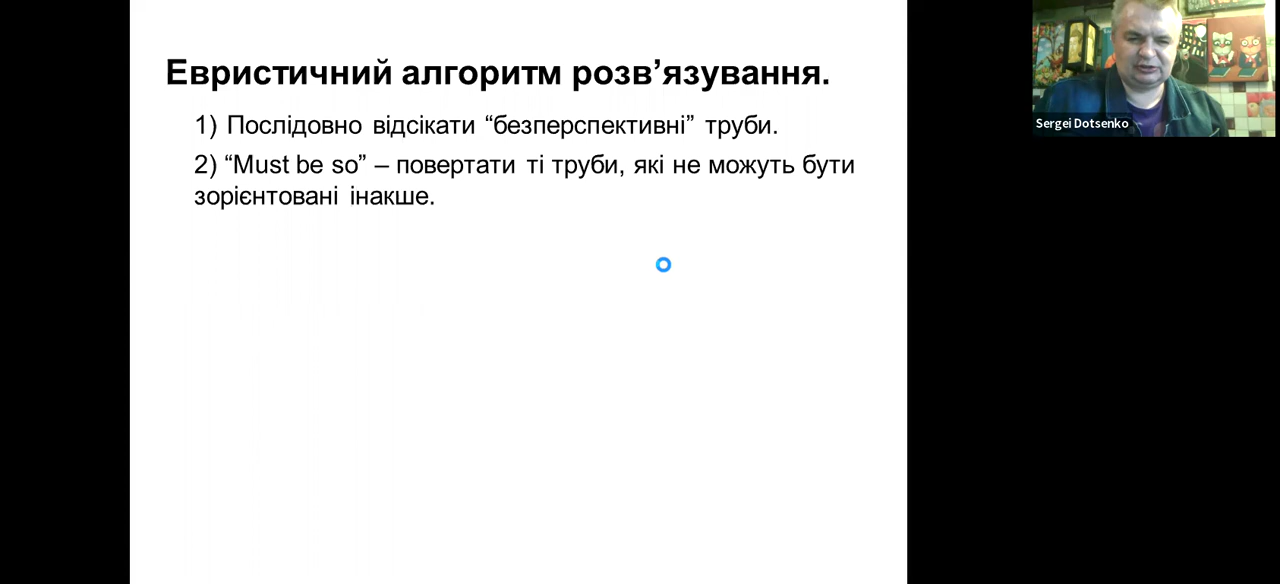 Евристичний алгоритм розв’язування.
1) Послідовно відсікати “безперспективні” труби.
2) “Must be so” – повертати ті труби, які не можуть бути
зорієнтовані інакше.
Sergei Dotsenko